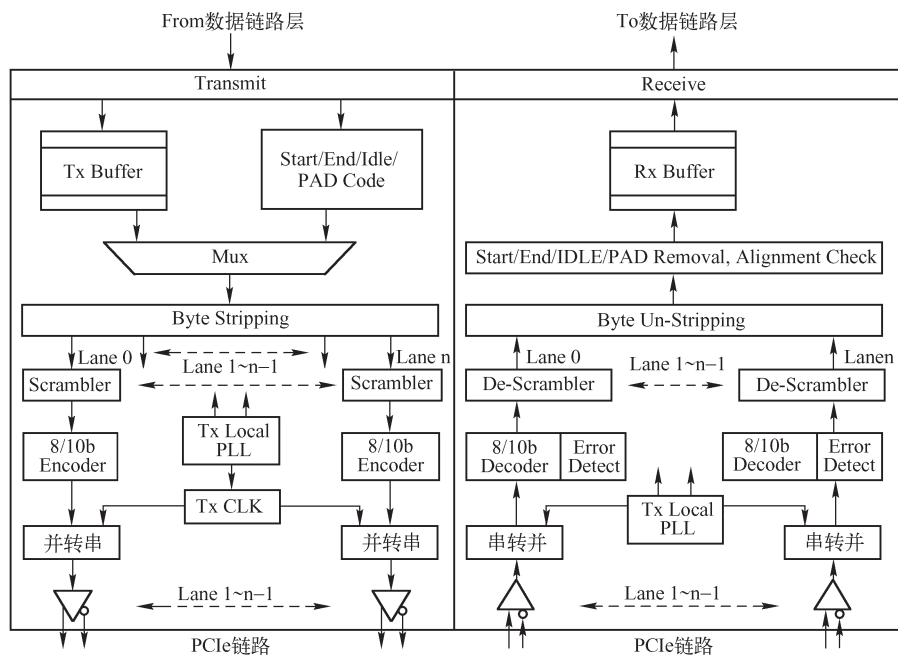 From数据链路层
To数据链路层
Transmit
Receive
Tx Buffer
Start/End/Idle/
PAD Code
Rx Buffer
Mux
Start/End/IDLE/PAD Removal, Alignment Check
Byte Stripping
Byte Un-Stripping
Lane 0
Lane 1~n−1
Lane n
Lane 0
Lane 1~n−1
Lanen
Scrambler
Scrambler
De-Scrambler
De-Scrambler
8/10b
Encoder
Tx Local
PLL
8/10b
Encoder
8/10b
Decoder
Error
Detect
8/10b
Decoder
Error
Detect
Tx CLK
Tx Local
PLL
并转串
并转串
串转并
串转并
Lane 1~n−1
Lane 1~n−1
PCIe链路
PCIe链路